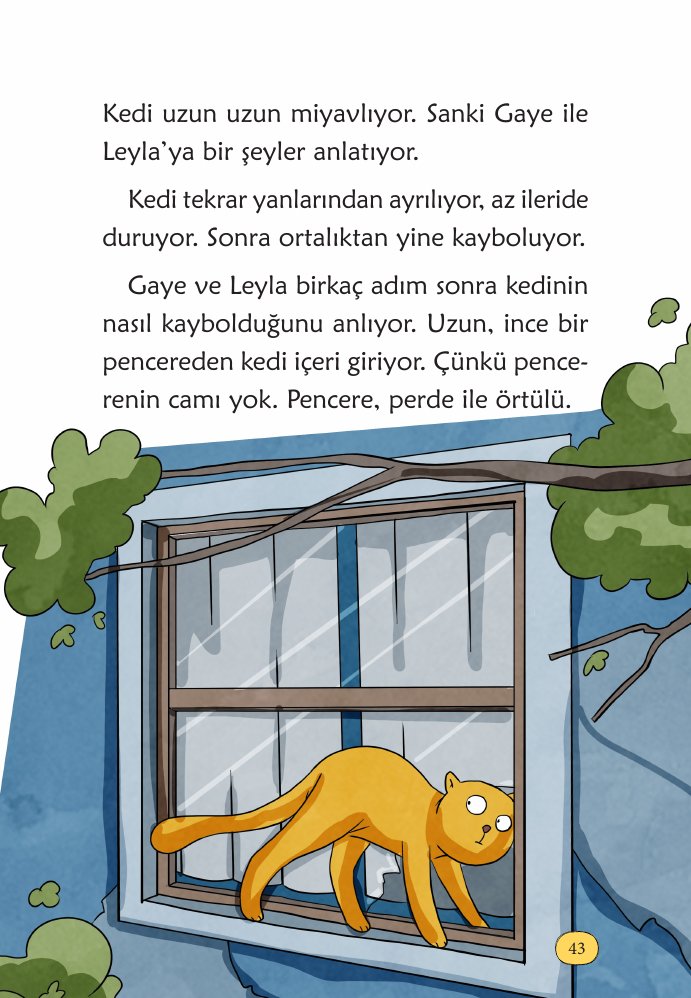 Kedi uzun uzun miyavlıyor. Sanki Gaye ile
Leyla’ya bir şeyler anlatıyor.
Kedi tekrar yanlarından ayrılıyor, az ileride
duruyor. Sonra ortalıktan yine kayboluyor.
Gaye ve Leyla birkaç adım sonra kedinin
nasıl kaybolduğunu anlıyor. Uzun, ince bir
pencereden kedi içeri giriyor. Çünkü pence-
renin camı yok. Pencere, perde ile örtülü.
43